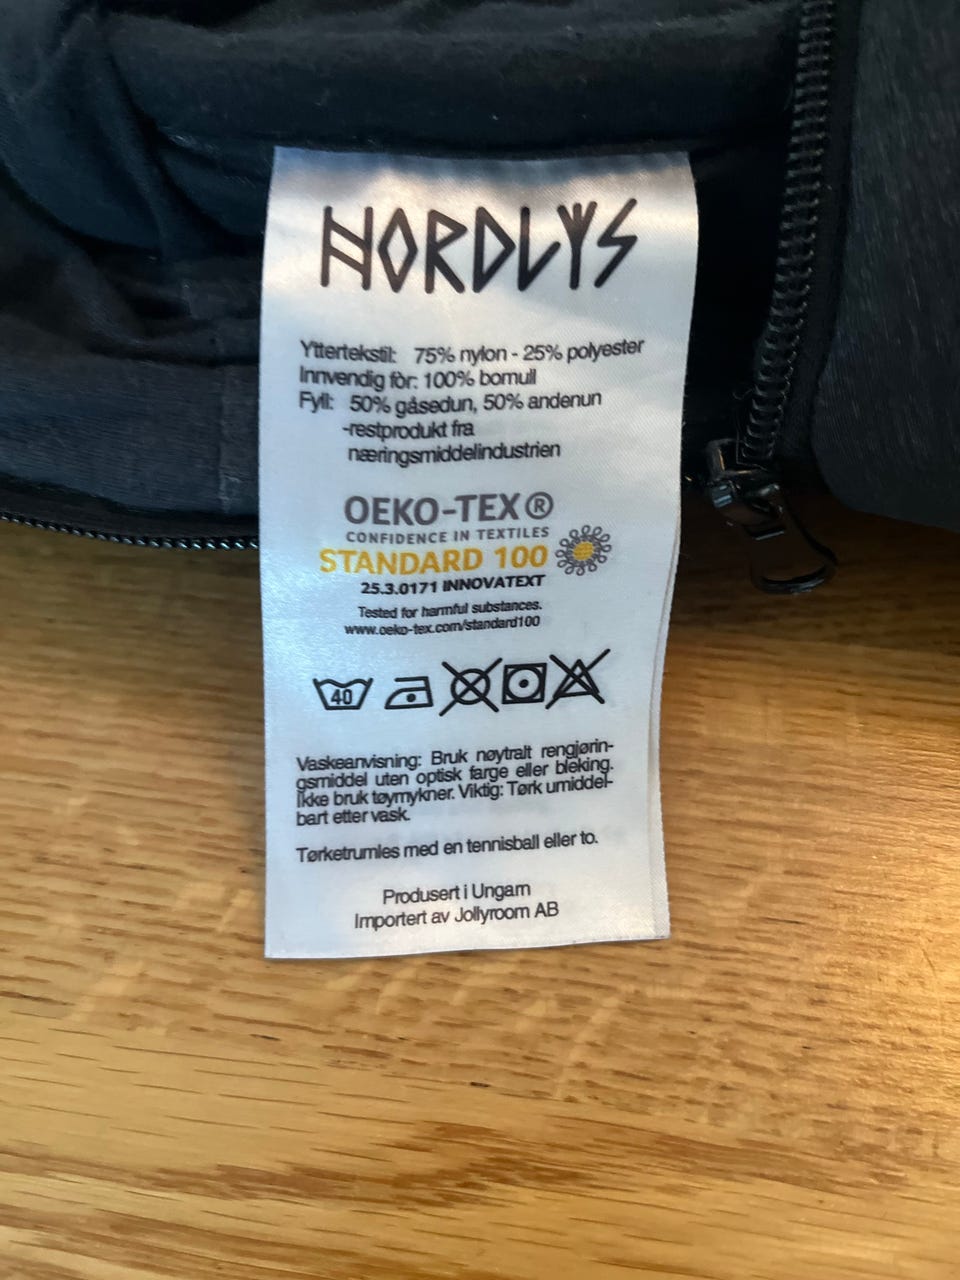 NORDLYS
Yttertekstil: 75% nylon - 25% polyester
Innvendig fòr: 100% bomull
Fyll: 50% gåsedun, 50% andenun
-restprodukt fra
næringsmiddelindustrien
OEKO-TEX®
CONFIDENCE IN TEXTILES
STANDARD 100
25.3.0171 INNOVATEXT
Tested for harmful substances.
www.oeko-tex.com/standard100
40
Vaskeanvisning: Bruk nøytralt rengjørin-
gsmiddel uten optisk farge eller bleking.
Ikke bruk tøymykner. Viktig: Tørk umiddel-
bart etter vask.
Tørketrumles med en tennisball eller to.
Produsert i Ungarn
Importert av Jollyroom AB